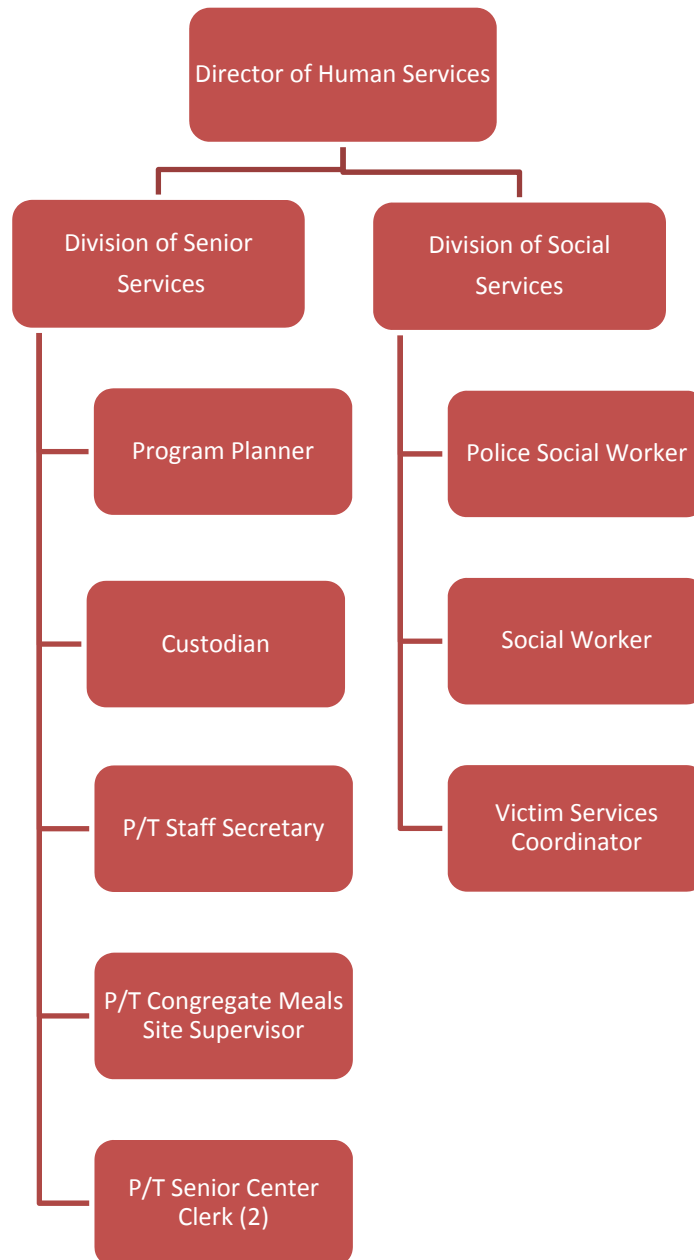 Director of Human Services
Division of Senior
Services
Program Planner
Custodian
P/T Staff Secretary
P/T Congregate Meals
Site Supervisor
P/T Senior Center
Clerk (2)
Division of Social
Services
Police Social Worker
Social Worker
Victim Services
Coordinator